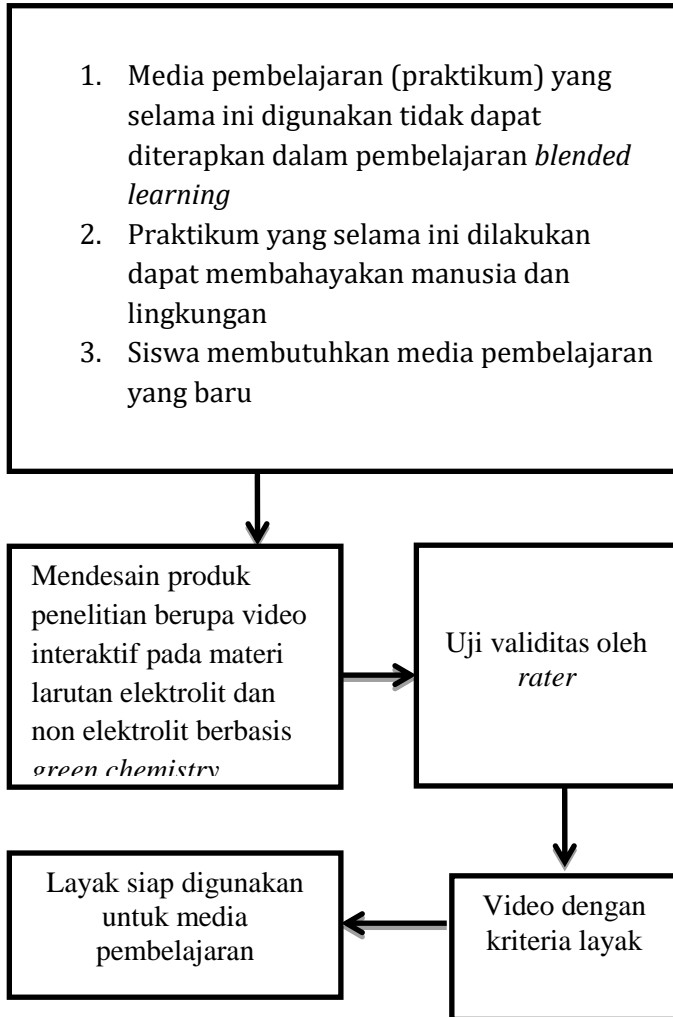 1. Media pembelajaran (praktikum) yang
selama ini digunakan tidak dapat
diterapkan dalam pembelajaran blended
learning
2. Praktikum yang selama ini dilakukan
dapat membahayakan manusia dan
lingkungan
3. Siswa membutuhkan media pembelajaran
yang baru
Mendesain produk
penelitian berupa video
interaktif pada materi
larutan elektrolit dan
non elektrolit berbasis
green chemistry
Uji validitas oleh
rater
Video dengan
kriteria layak
Layak siap digunakan
untuk media
pembelajaran